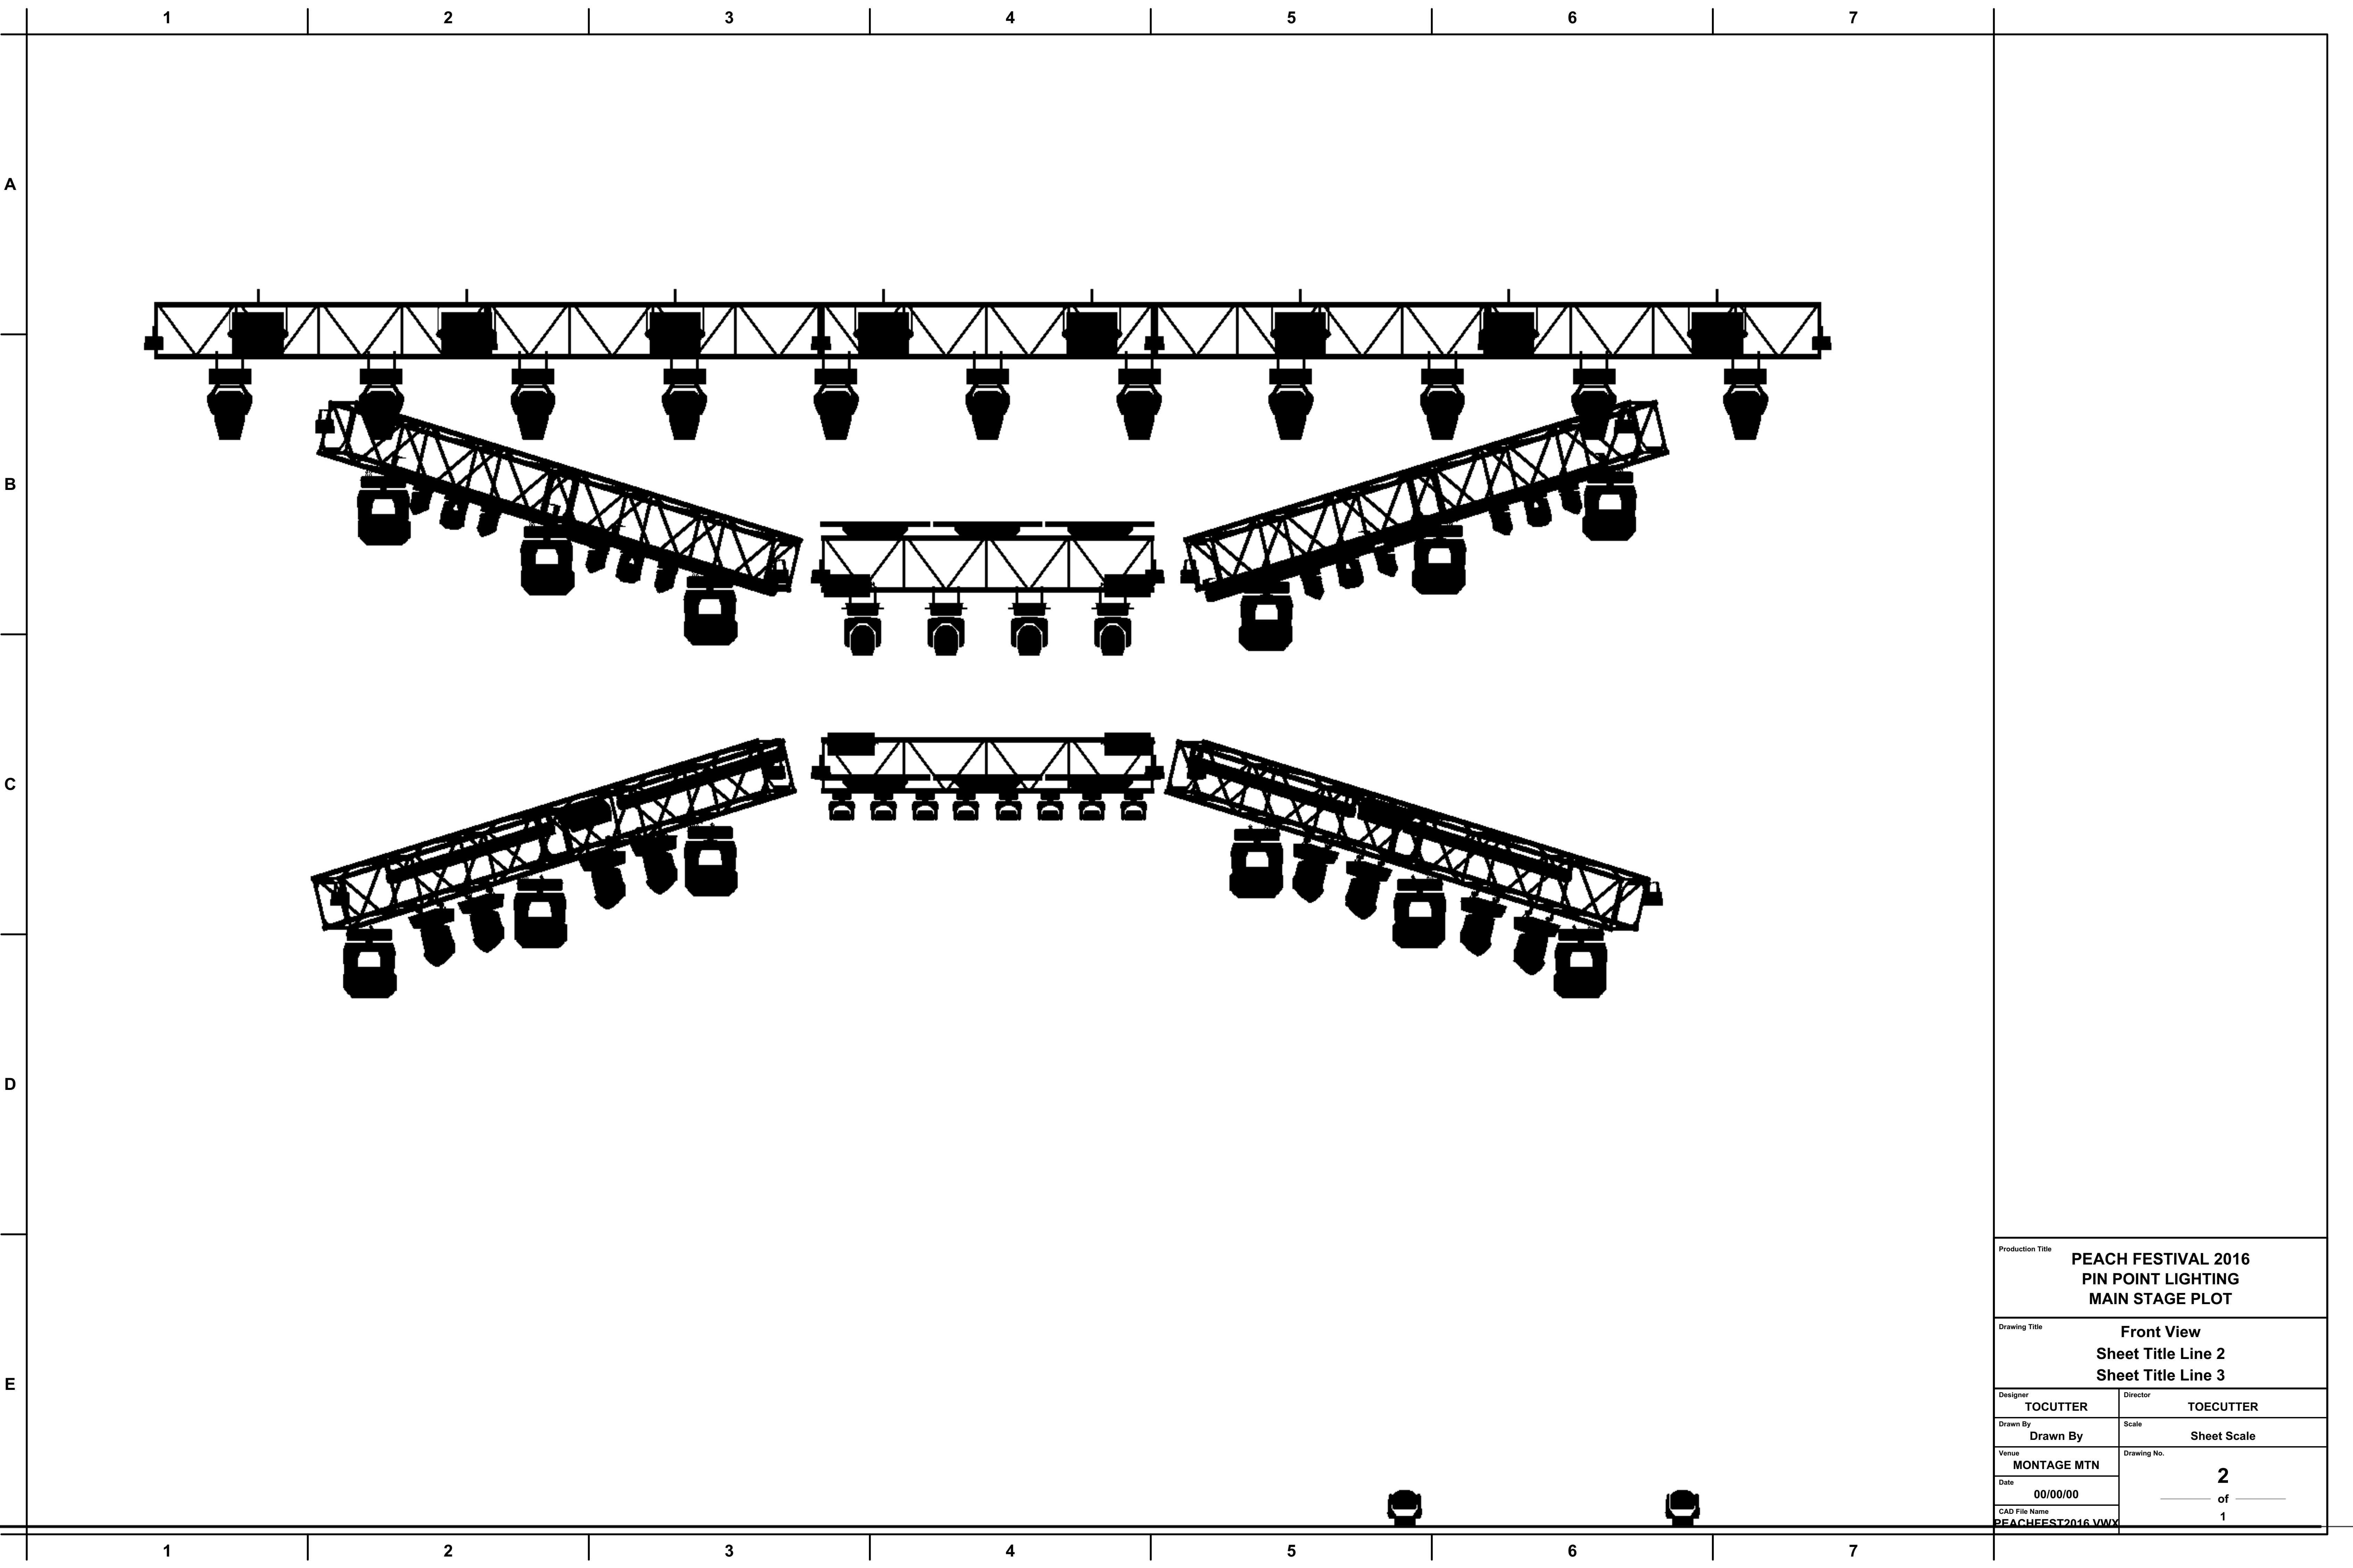 1 2 3 4 5 6 7
A
B
C
D
E
Production Title
PEACH FESTIVAL 2016
PIN POINT LIGHTING
MAIN STAGE PLOT
Drawing Title
Front View
Sheet Title Line 2
Sheet Title Line 3
Designer
TOCUTTER
Director
TOECUTTER
Drawn By
Drawn By
Scale
Sheet Scale
Venue
MONTAGE MTN
Date
00/00/00
CAD File Name
PEACHFEST2016.VWX
Drawing No.
2
of
1
1 2 3 4 5 6 7